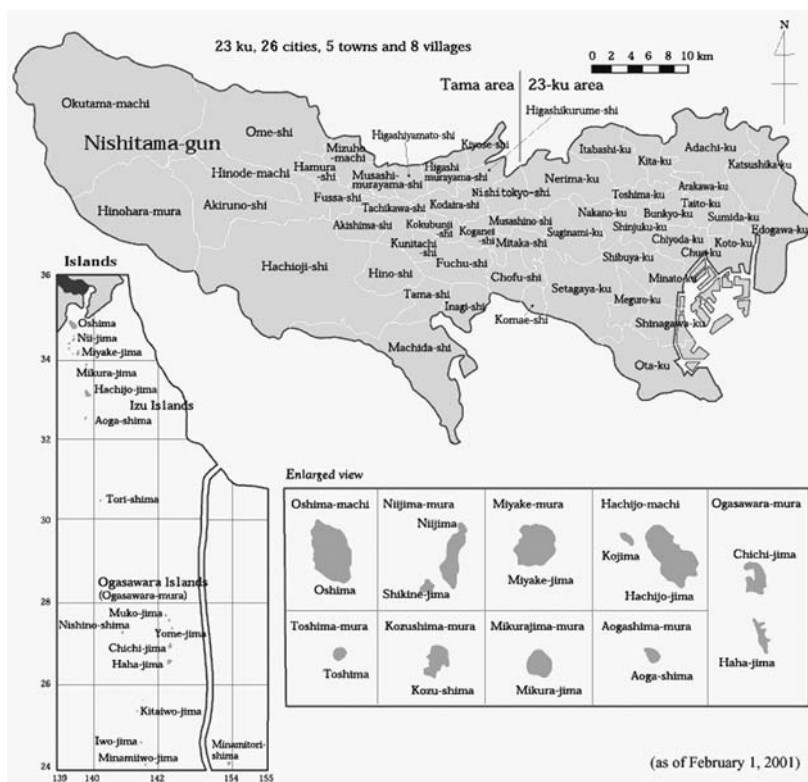 23 ku, 26 cities, 5 towns and 8 villages
N
0 2 4 6 8 10 km
Tama area
23-ku area
Okutama-machi
Nishitama-gun
Ome-shi
Mizuho
-machi
Higashiyamato-shi
Kiyose-shi
Higashikurume-shi
Itabashi-ku
Adachi-ku
Kita-ku
Katsushika-ku
Hinode-machi
Hamura
-shi
Musashi-
murayama-shi
Higashi
murayama-shi
Nerima-ku
Arakawa-ku
Fussa-shi
Nishitokyo-shi
Toshima-ku
Taito-ku
Hinohara-mura
Akiruno-shi
Tachikawa-shi
Kodaira-shi
Nakano-ku
Bunkyo-ku
Sumida-ku
Akishima-shi
Kokubunji
-shi
Koganei
-shi
Musashino-shi
Suginami-ku
Shinjuku-ku
Edogawa-ku
Kunitachi
-shi
Mitaka-shi
Chiyoda-ku
Koto-ku
Chuo-ku
Hachioji-shi
Fuchu-shi
Shibuya-ku
Hino-shi
Chofu-shi
Setagaya-ku
Minato-ku
Tama-shi
Meguro-ku
Inagi-shi
Komae-shi
Shinagawa-ku
Machida-shi
Ota-ku
Islands
36
34
32
30
28
26
24
139 140 142 154 155
Oshima
Nii-jima
Miyake-jima
Mikura-jima
Hachijo-jima
Izu Islands
Aoga-shima
Tori-shima
Ogasawara Islands
(Ogasawara-mura)
Muko-jima
Nishino-shima
Yome-jima
Chichi-jima
Haha-jima
Kitaiwo-jima
Iwo-jima
Minamiiwo-jima
Minamitori-
shima
Enlarged view
Oshima-machi
Oshima
Niijima-mura
Niijima
Shikine-jima
Miyake-mura
Miyake-jima
Hachijo-machi
Kojima
Hachijo-jima
Ogasawara-mura
Chichi-jima
Haha-jima
Toshima-mura
Toshima
Kozushima-mura
Kozu-shima
Mikurajima-mura
Mikura-jima
Aogashima-mura
Aoga-shima
(as of February 1, 2001)